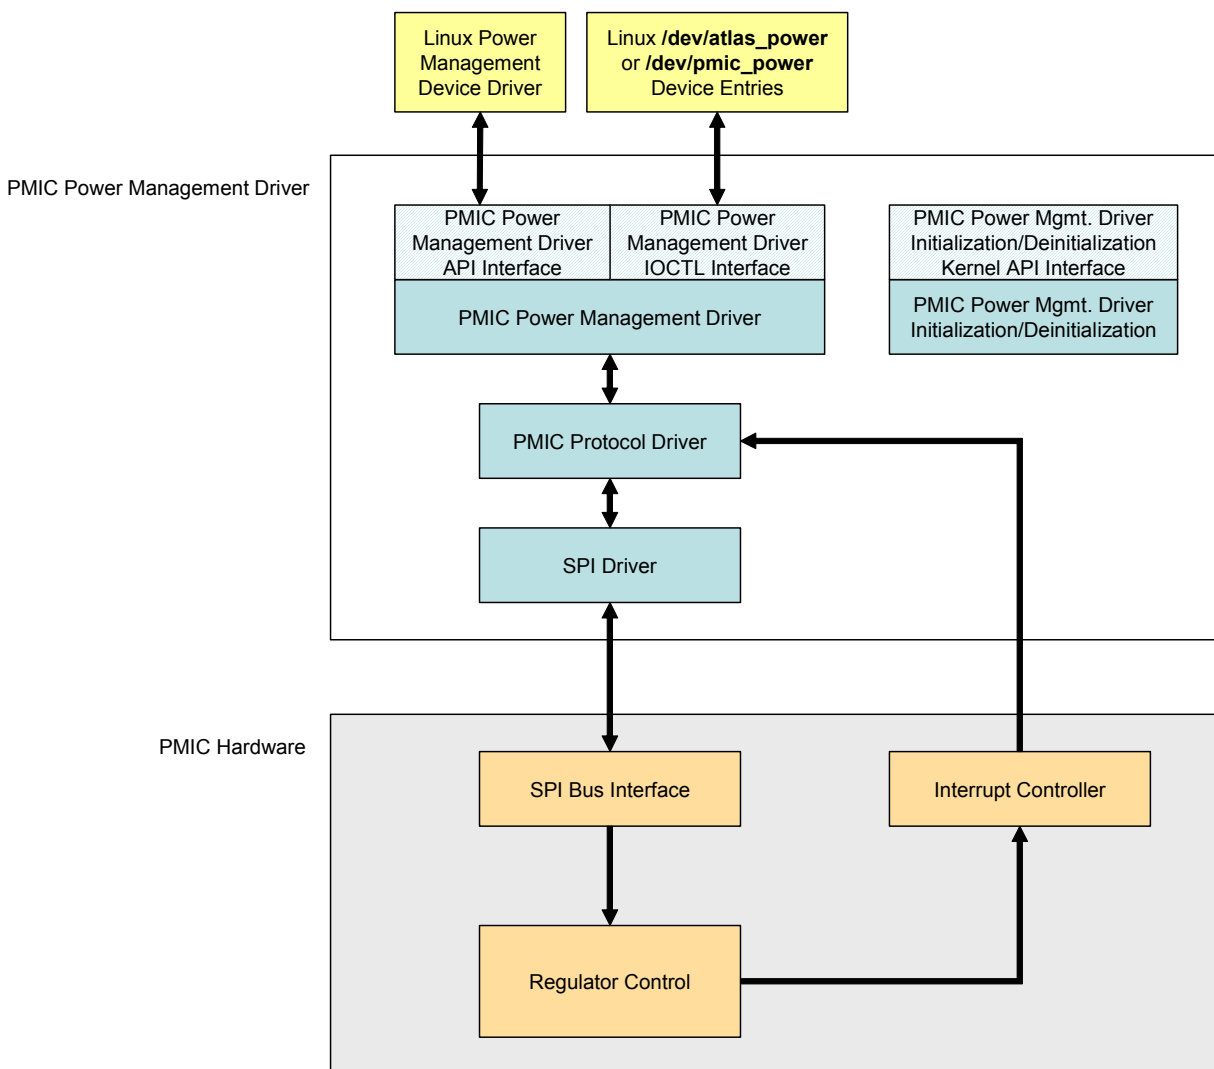 Linux Power
Management
Device Driver
Linux /dev/atlas_power
or /dev/pmic_power
Device Entries
PMIC Power Management Driver
PMIC Power
Management Driver
API Interface
PMIC Power
Management Driver
IOCTL Interface
PMIC Power Mgmt. Driver
Initialization/Deinitialization
Kernel API Interface
PMIC Power Management Driver
PMIC Power Mgmt. Driver
Initialization/Deinitialization
PMIC Protocol Driver
SPI Driver
PMIC Hardware
SPI Bus Interface
Interrupt Controller
Regulator Control